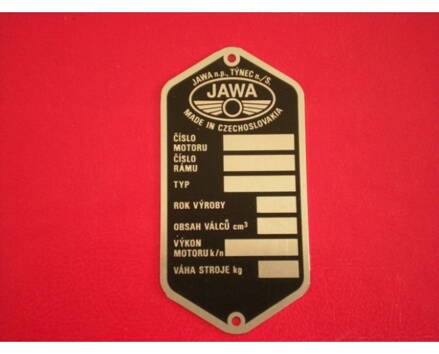 JAWA n.p., TÝNEC n./S.
JAWA
MADE IN CZECHOSLOVAKIA
ČÍSLO
MOTORU
ČÍSLO
RÁMU
TYP
ROK VÝROBY
OBSAH VÁLCŮ cm³
VÝKON
MOTORU k/n
VÁHA STROJE kg